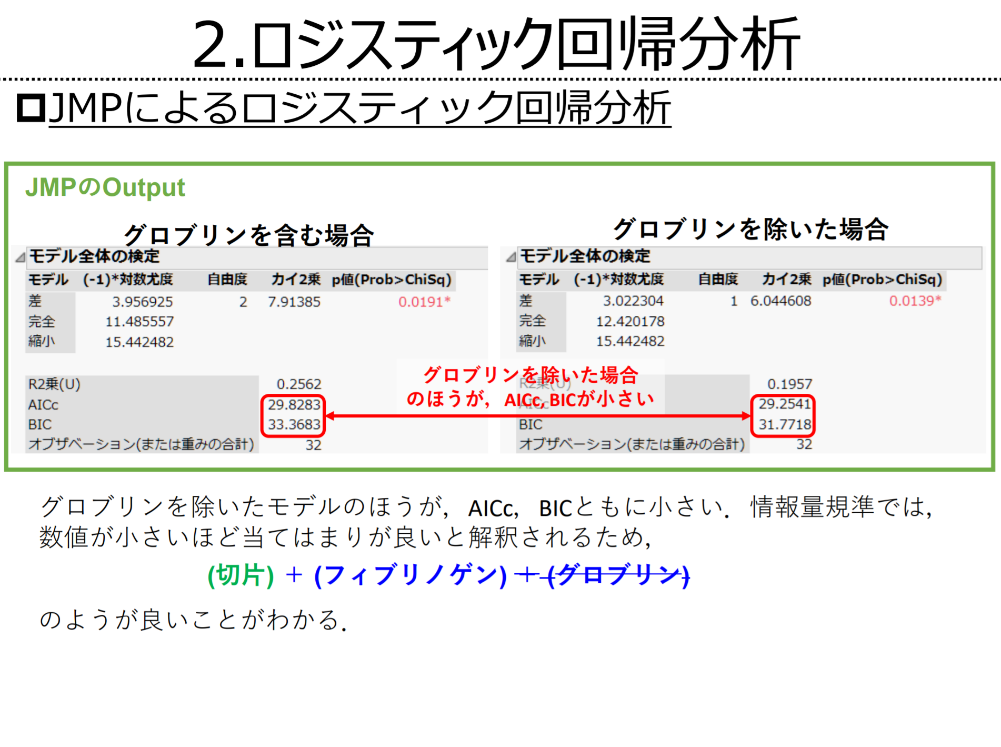 2.ロジスティック回帰分析
JMPによるロジスティック回帰分析
JMPのOutput
グロブリンを含む場合
モデル全体の検定
モデル (-1)*対数尤度 自由度 カイ2乗 p値(Prob>ChiSq)
差 3.956925 2 7.91385 0.0191*
完全 11.485557
縮小 15.442482
R2乗(U) 0.2562
AICc 29.8283
BIC 33.3683
オブザベーション(または重みの合計) 32
グロブリンを除いた場合
モデル全体の検定
モデル (-1)*対数尤度 自由度 カイ2乗 p値(Prob>ChiSq)
差 3.022304 1 6.044608 0.0139*
完全 12.420178
縮小 15.442482
R2乗(U) 0.1957
AICc 29.2541
BIC 31.7718
オブザベーション(または重みの合計) 32
グロブリンを除いた場合
のほうが，AICc, BICが小さい
グロブリンを除いたモデルのほうが，AICc，BICともに小さい．情報量規準では，
数値が小さいほど当てはまりが良いと解釈されるため，
(切片) ＋ (フィブリノゲン) ＋ (グロブリン)
のようが良いことがわかる．